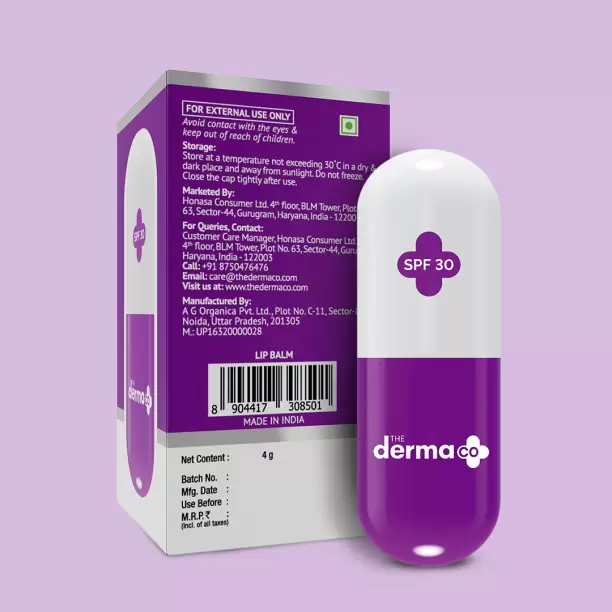 FOR EXTERNAL USE ONLY
Avoid contact with the eyes &
keep out of reach of children.
Storage:
Store at a temperature not exceeding 30°C in a dry &
dark place and away from sunlight. Do not freeze.
Close the cap tightly after use.
Marketed By:
Honasa Consumer Ltd. 4th floor, BLM Tower, Plot
63, Sector-44, Gurugram, Haryana, India - 12200
For Queries, Contact:
Customer Care Manager, Honasa Consumer Ltd.
4th floor, BLM Tower, Plot No. 63, Sector-44, Gur
Haryana, India - 122003
Call: +91 8750476476
Email: care@thedermaco.com
Visit us at: www.thedermaco.com
Manufactured By:
A G Organica Pvt. Ltd., Plot No. C-11, Sector-
Noida, Uttar Pradesh, 201305
M.: UP16320000028
LIP BALM
8 904417 308501
MADE IN INDIA
Net Content : 4 g
Batch No. :
Mfg. Date :
Use Before :
M.R.P.₹ :
(Incl. of all taxes)
SPF 30
THE
derma co
SPF 30
THE
derma co